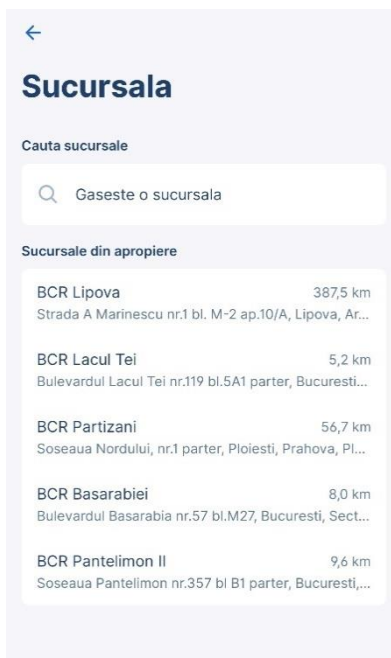 Sucursala
Cauta sucursale
Gaseste o sucursala
Sucursale din apropiere
BCR Lipova 387,5 km
Strada A Marinescu nr.1 bl. M-2 ap.10/A, Lipova, Ar...
BCR Lacul Tei 5,2 km
Bulevardul Lacul Tei nr.119 bl.5A1 parter, Bucuresti...
BCR Partizani 56,7 km
Soseaua Nordului, nr.1 parter, Ploiesti, Prahova, Pl...
BCR Basarabiei 8,0 km
Bulevardul Basarabia nr.57 bl.M27, Bucuresti, Sect...
BCR Pantelimon II 9,6 km
Soseaua Pantelimon nr.357 bl B1 parter, Bucuresti,...